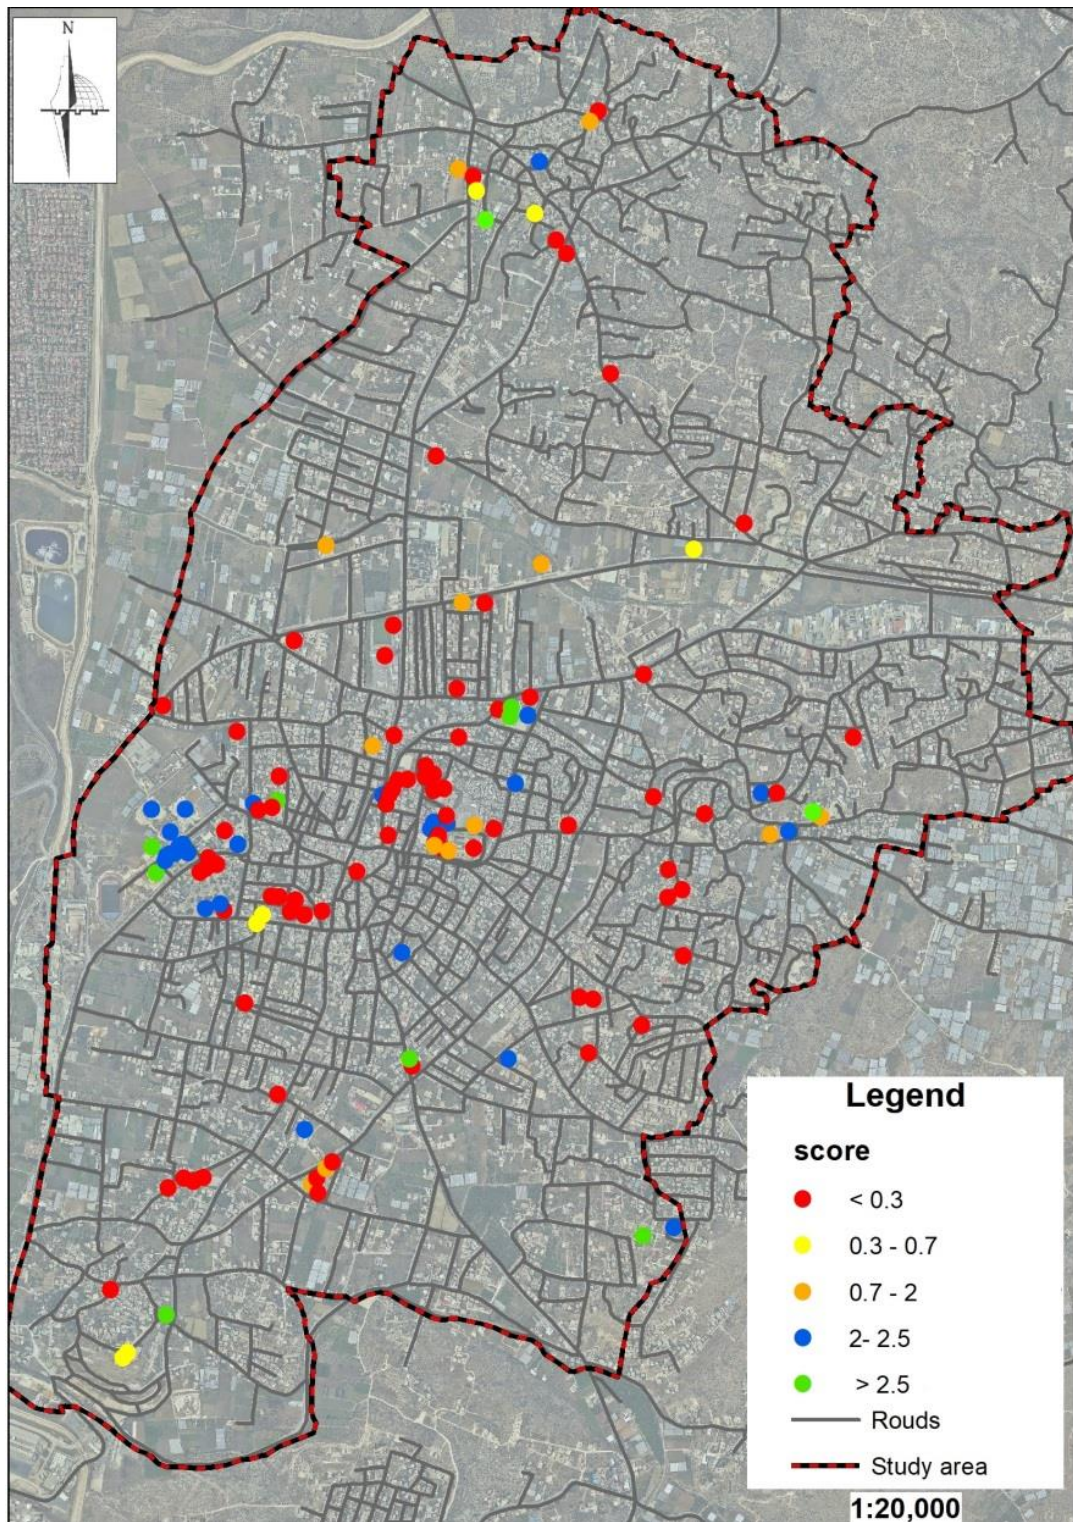 N
Legend
score
< 0.3
0.3 - 0.7
0.7 - 2
2- 2.5
> 2.5
Rouds
Study area
1:20,000